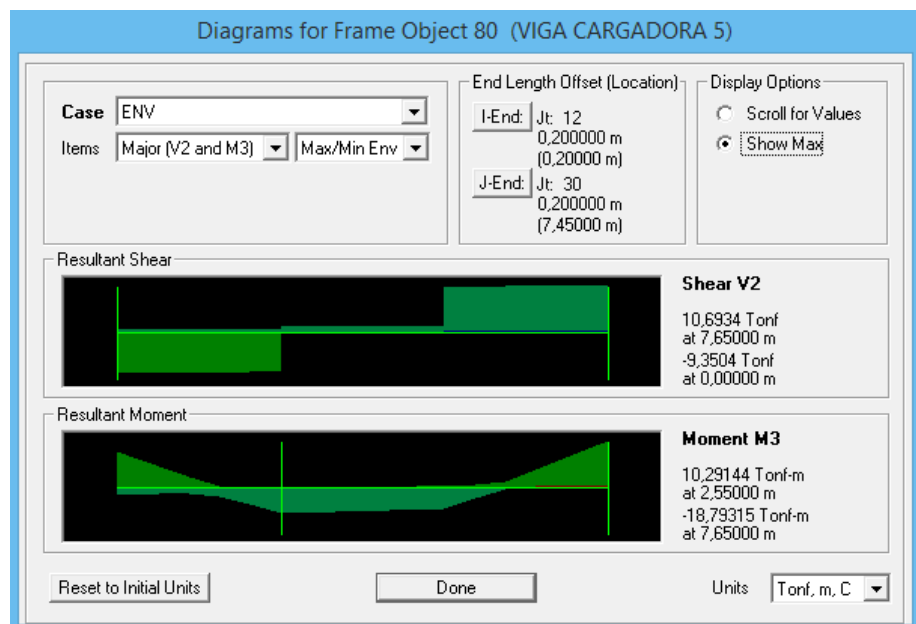 Diagrams for Frame Object 80 (VIGA CARGADORA 5)
Case ENV
Items Major (V2 and M3) Max/Min Env
End Length Offset (Location)
I-End: Jt: 12
0,200000 m
(0,20000 m)
J-End: Jt: 30
0,200000 m
(7,45000 m)
Display Options
Scroll for Values
Show Max
Resultant Shear
Shear V2
10,6934 Tonf
at 7,65000 m
-9,3504 Tonf
at 0,00000 m
Resultant Moment
Moment M3
10,29144 Tonf-m
at 2,55000 m
-18,79315 Tonf-m
at 7,65000 m
Reset to Initial Units Done Units Tonf, m, C